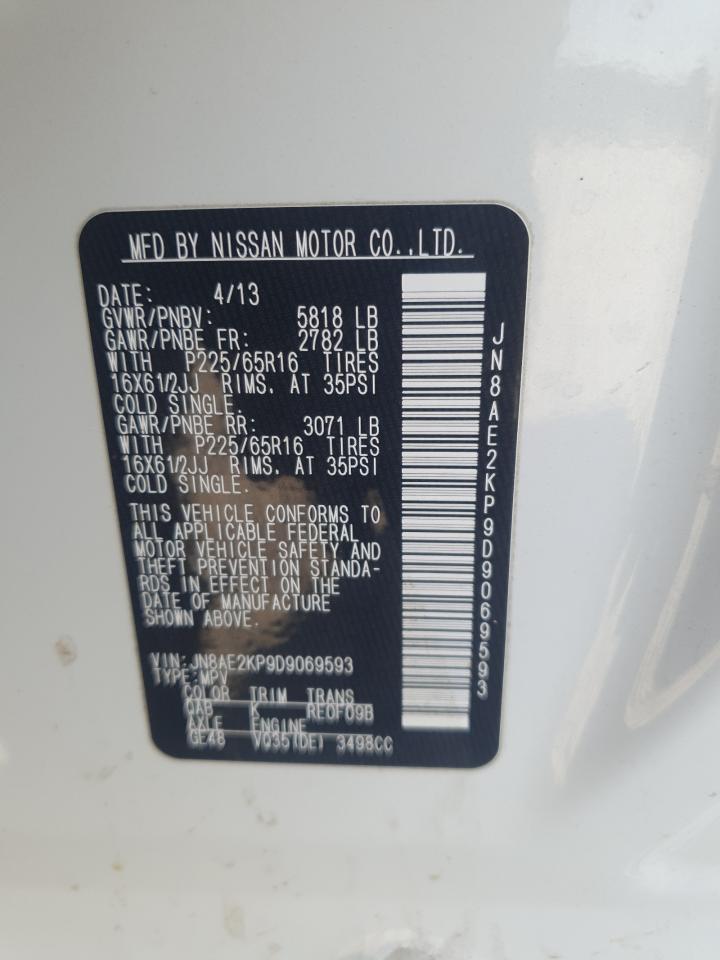 MFD BY NISSAN MOTOR CO.,LTD.
DATE: 4/13
GVWR/PNBV: 5818 LB
GAWR/PNBE FR: 2782 LB
WITH P225/65R16 TIRES
16X61/2JJ RIMS. AT 35PSI
COLD SINGLE.
GAWR/PNBE RR: 3071 LB
WITH P225/65R16 TIRES
16X61/2JJ RIMS. AT 35PSI
COLD SINGLE.
THIS VEHICLE CONFORMS TO
ALL APPLICABLE FEDERAL
MOTOR VEHICLE SAFETY AND
THEFT PREVENTION STANDA-
RDS IN EFFECT ON THE
DATE OF MANUFACTURE
SHOWN ABOVE.
VIN: JN8AE2KP9D9069593
TYPE: MPV
COLOR TRIM TRANS
QAB K RE0F09B
AXLE ENGINE
GE48 VQ35(DE) 3498CC
JN8AE2KP9D9069593